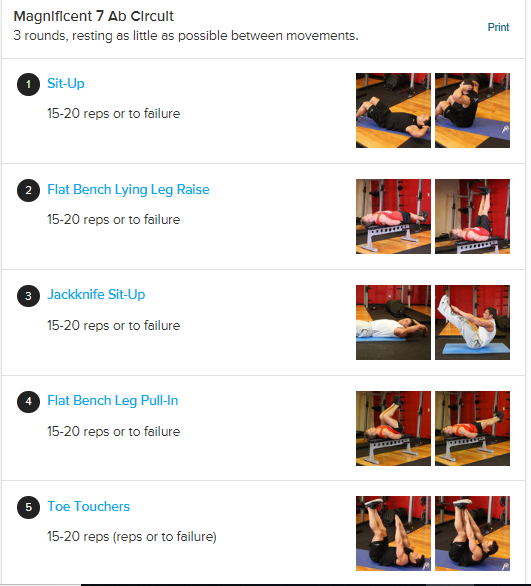 Magnificent 7 Ab Circuit
Print
3 rounds, resting as little as possible between movements.
1 Sit-Up
15-20 reps or to failure
2 Flat Bench Lying Leg Raise
15-20 reps or to failure
3 Jackknife Sit-Up
15-20 reps or to failure
4 Flat Bench Leg Pull-In
15-20 reps or to failure
5 Toe Touchers
15-20 reps (reps or to failure)